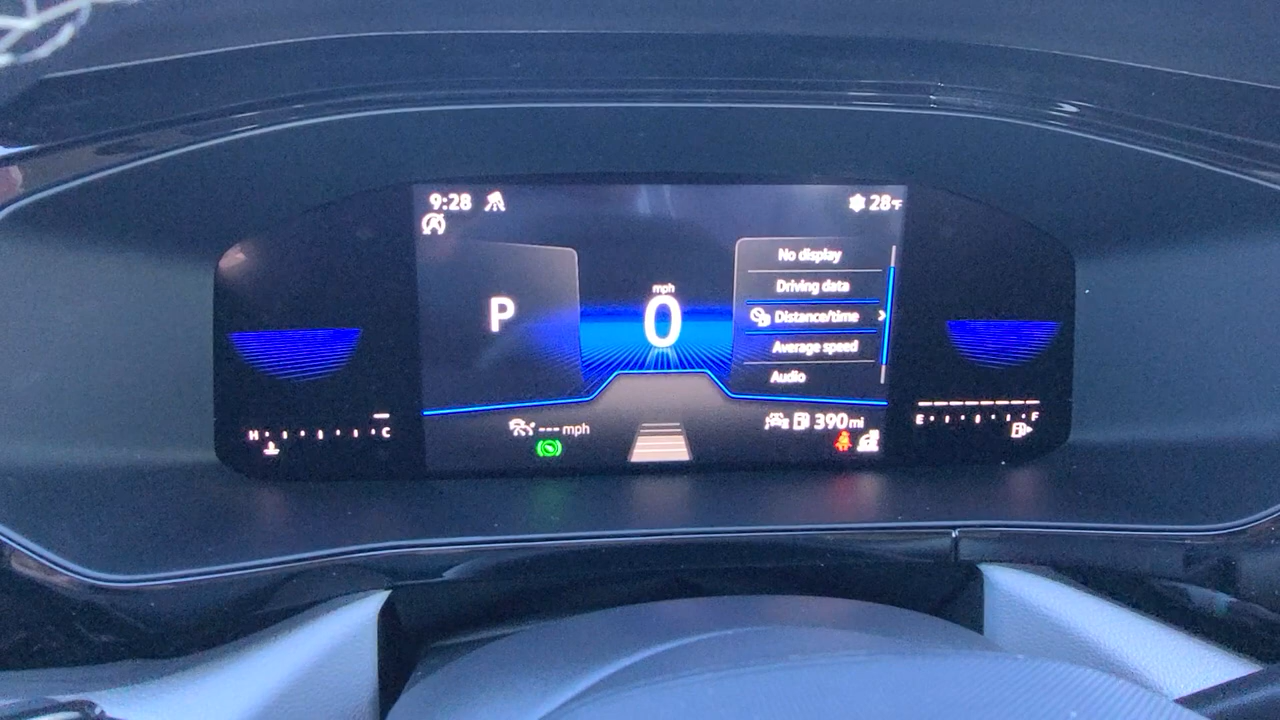 9:28
28°F
P
mph
0
No display
Driving data
Distance/time
Average speed
Audio
--- mph
390 mi
H C
E F